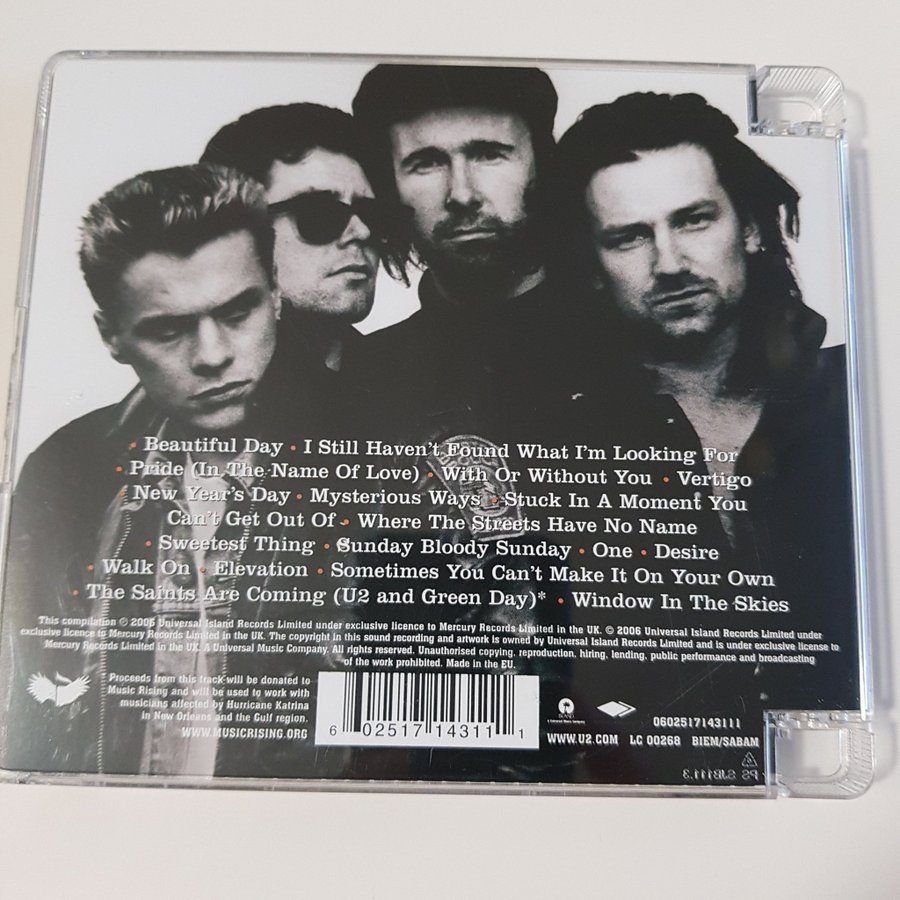 • Beautiful Day • I Still Haven't Found What I'm Looking For
• Pride (In The Name Of Love) • With Or Without You • Vertigo
• New Year's Day • Mysterious Ways • Stuck In A Moment You
Can't Get Out Of • Where The Streets Have No Name
• Sweetest Thing • Sunday Bloody Sunday • One • Desire
• Walk On • Elevation • Sometimes You Can't Make It On Your Own
• The Saints Are Coming (U2 and Green Day)* • Window In The Skies
This compilation ℗ 2006 Universal Island Records Limited under exclusive licence to Mercury Records Limited in the UK. © 2006 Universal Island Records Limited under
exclusive licence to Mercury Records Limited in the UK. The copyright in this sound recording and artwork is owned by Universal Island Records Limited and is under exclusive license to
Mercury Records Limited in the UK. A Universal Music Company. All rights reserved. Unauthorised copying, reproduction, hiring, lending, public performance and broadcasting
of the work prohibited. Made in the EU.
Proceeds from this track will be donated to
Music Rising and will be used to work with
musicians affected by Hurricane Katrina
in New Orleans and the Gulf region.
WWW.MUSICRISING.ORG
6 02517 14311 1
ISLAND
WWW.U2.COM LC 00268 BIEM/SABAM
0602517143111